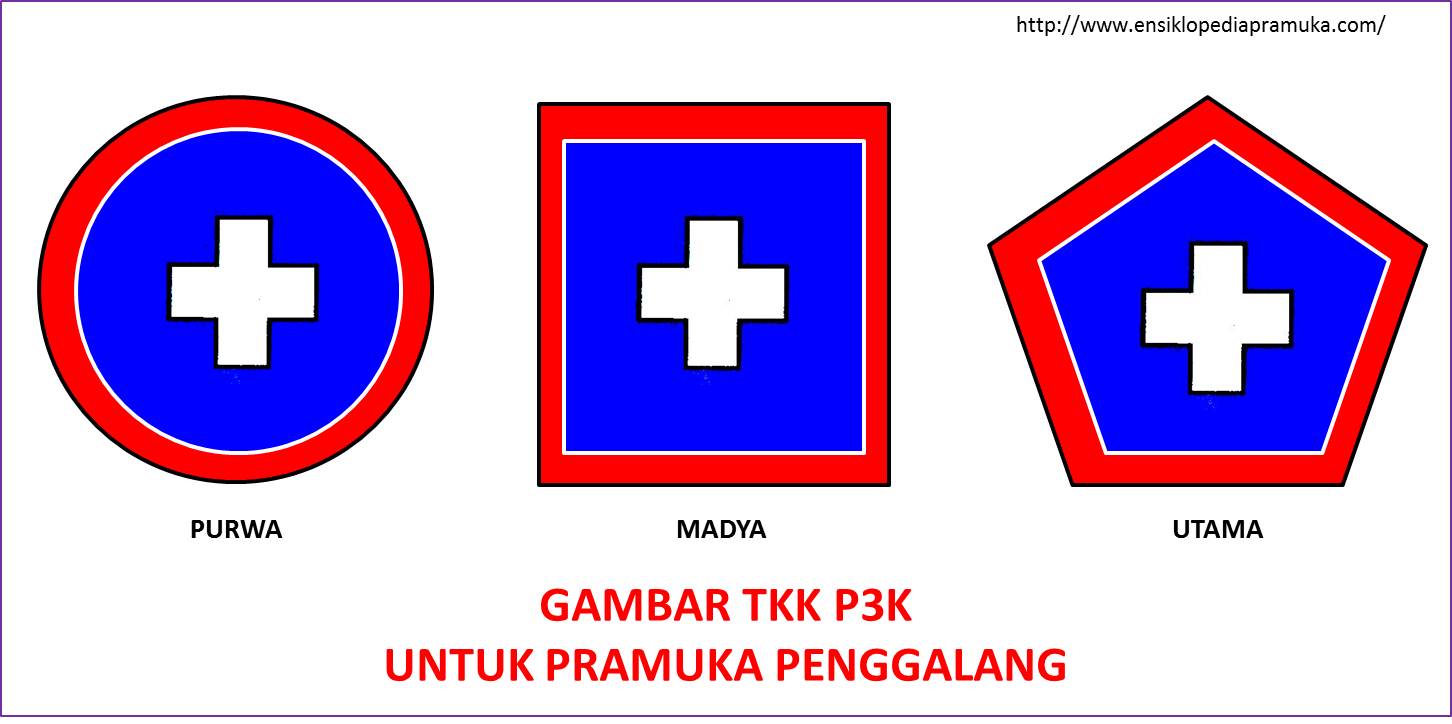 http://www.ensiklopediapramuka.com/
PURWA
MADYA
UTAMA
GAMBAR TKK P3K
UNTUK PRAMUKA PENGGALANG